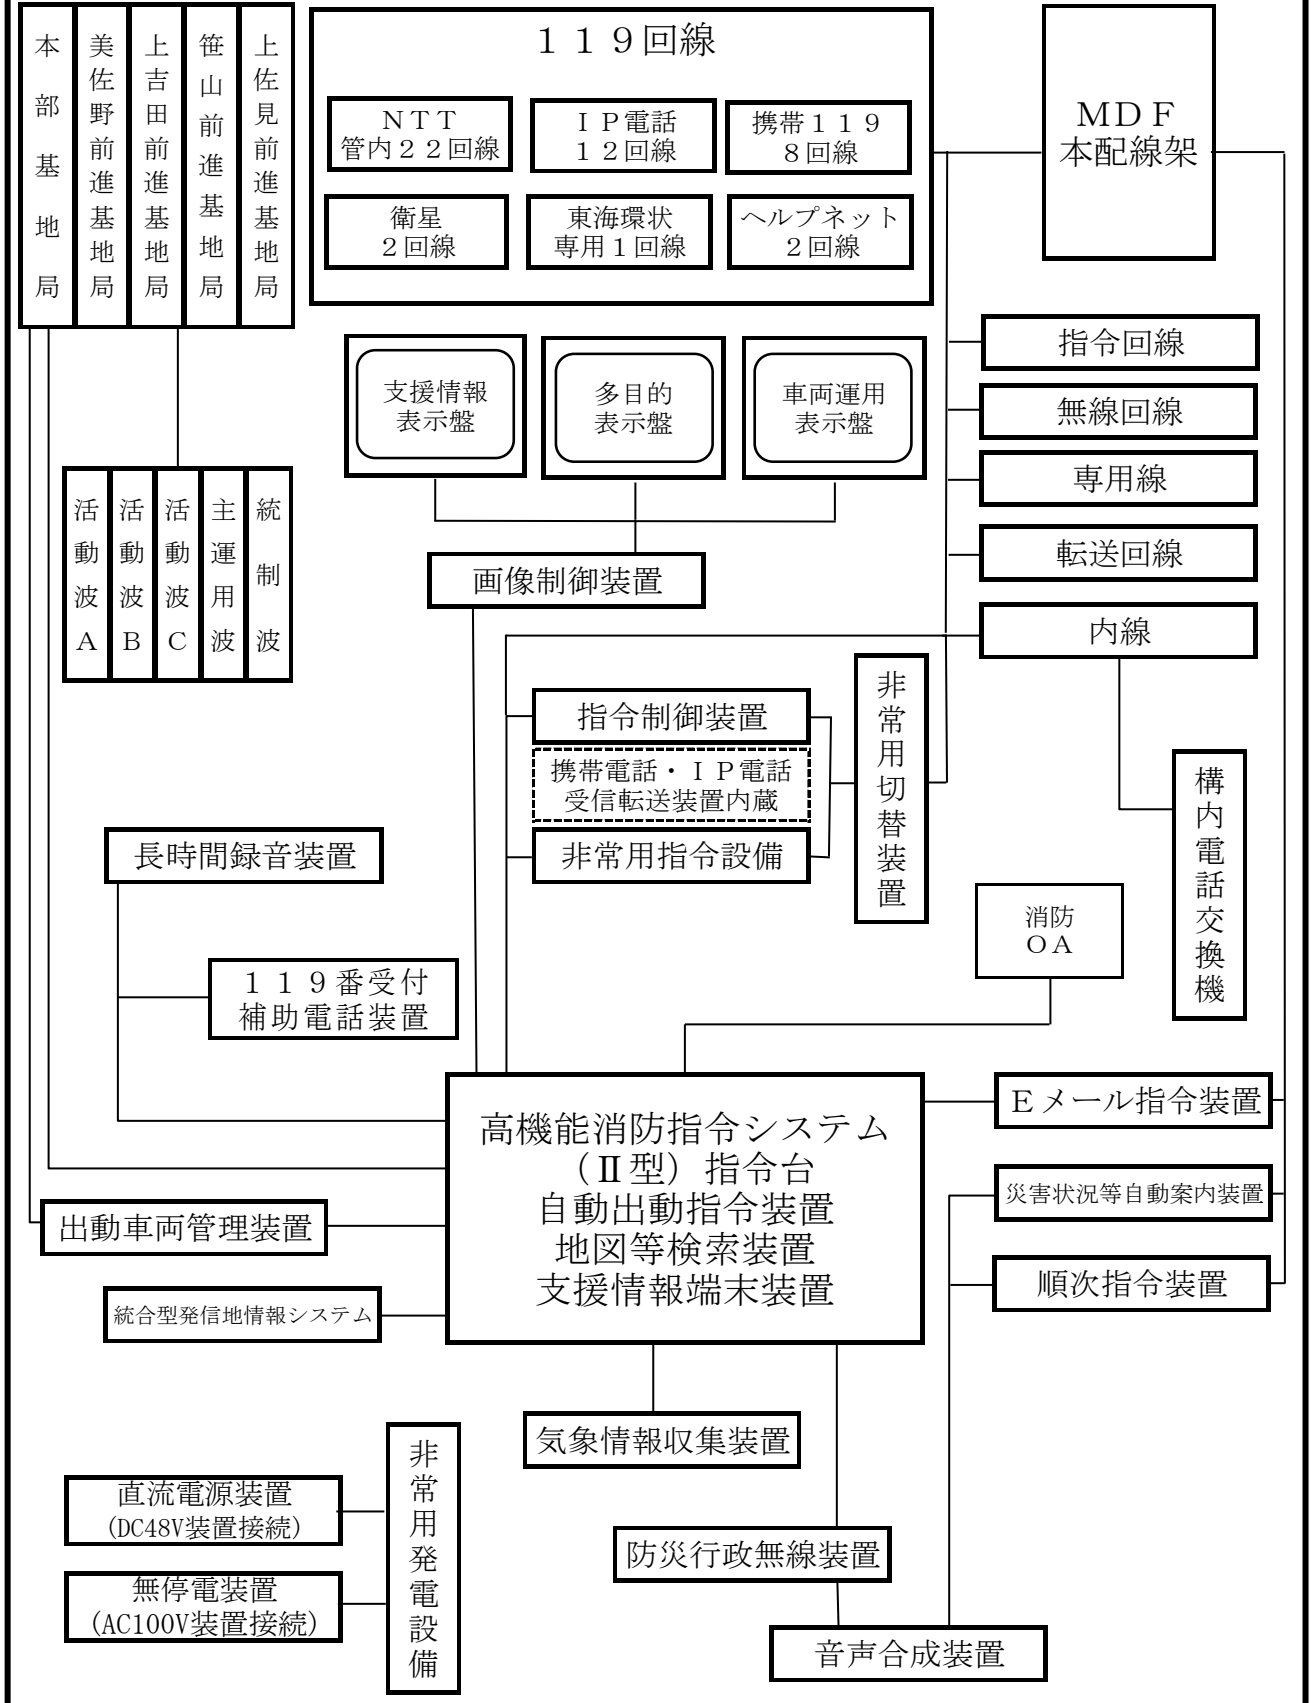 本部基地局
美佐野前進基地局
上吉田前進基地局
笹山前進基地局
上佐見前進基地局
１１９回線
ＮＴＴ
管内２２回線
ＩＰ電話
１２回線
携帯１１９
８回線
衛星
２回線
東海環状
専用１回線
ヘルプネット
２回線
ＭＤＦ
本配線架
支援情報
表示盤
多目的
表示盤
車両運用
表示盤
指令回線
無線回線
専用線
転送回線
内線
活動波Ａ
活動波Ｂ
活動波Ｃ
主運用波
統制波
画像制御装置
指令制御装置
携帯電話・ＩＰ電話
受信転送装置内蔵
非常用指令設備
非常用切替装置
構内電話交換機
長時間録音装置
１１９番受付
補助電話装置
消防
ＯＡ
高機能消防指令システム
（Ⅱ型）指令台
自動出動指令装置
地図等検索装置
支援情報端末装置
Ｅメール指令装置
災害状況等自動案内装置
順次指令装置
出動車両管理装置
統合型発信地情報システム
気象情報収集装置
直流電源装置
(DC48V装置接続)
無停電装置
(AC100V装置接続)
非常用発電設備
防災行政無線装置
音声合成装置